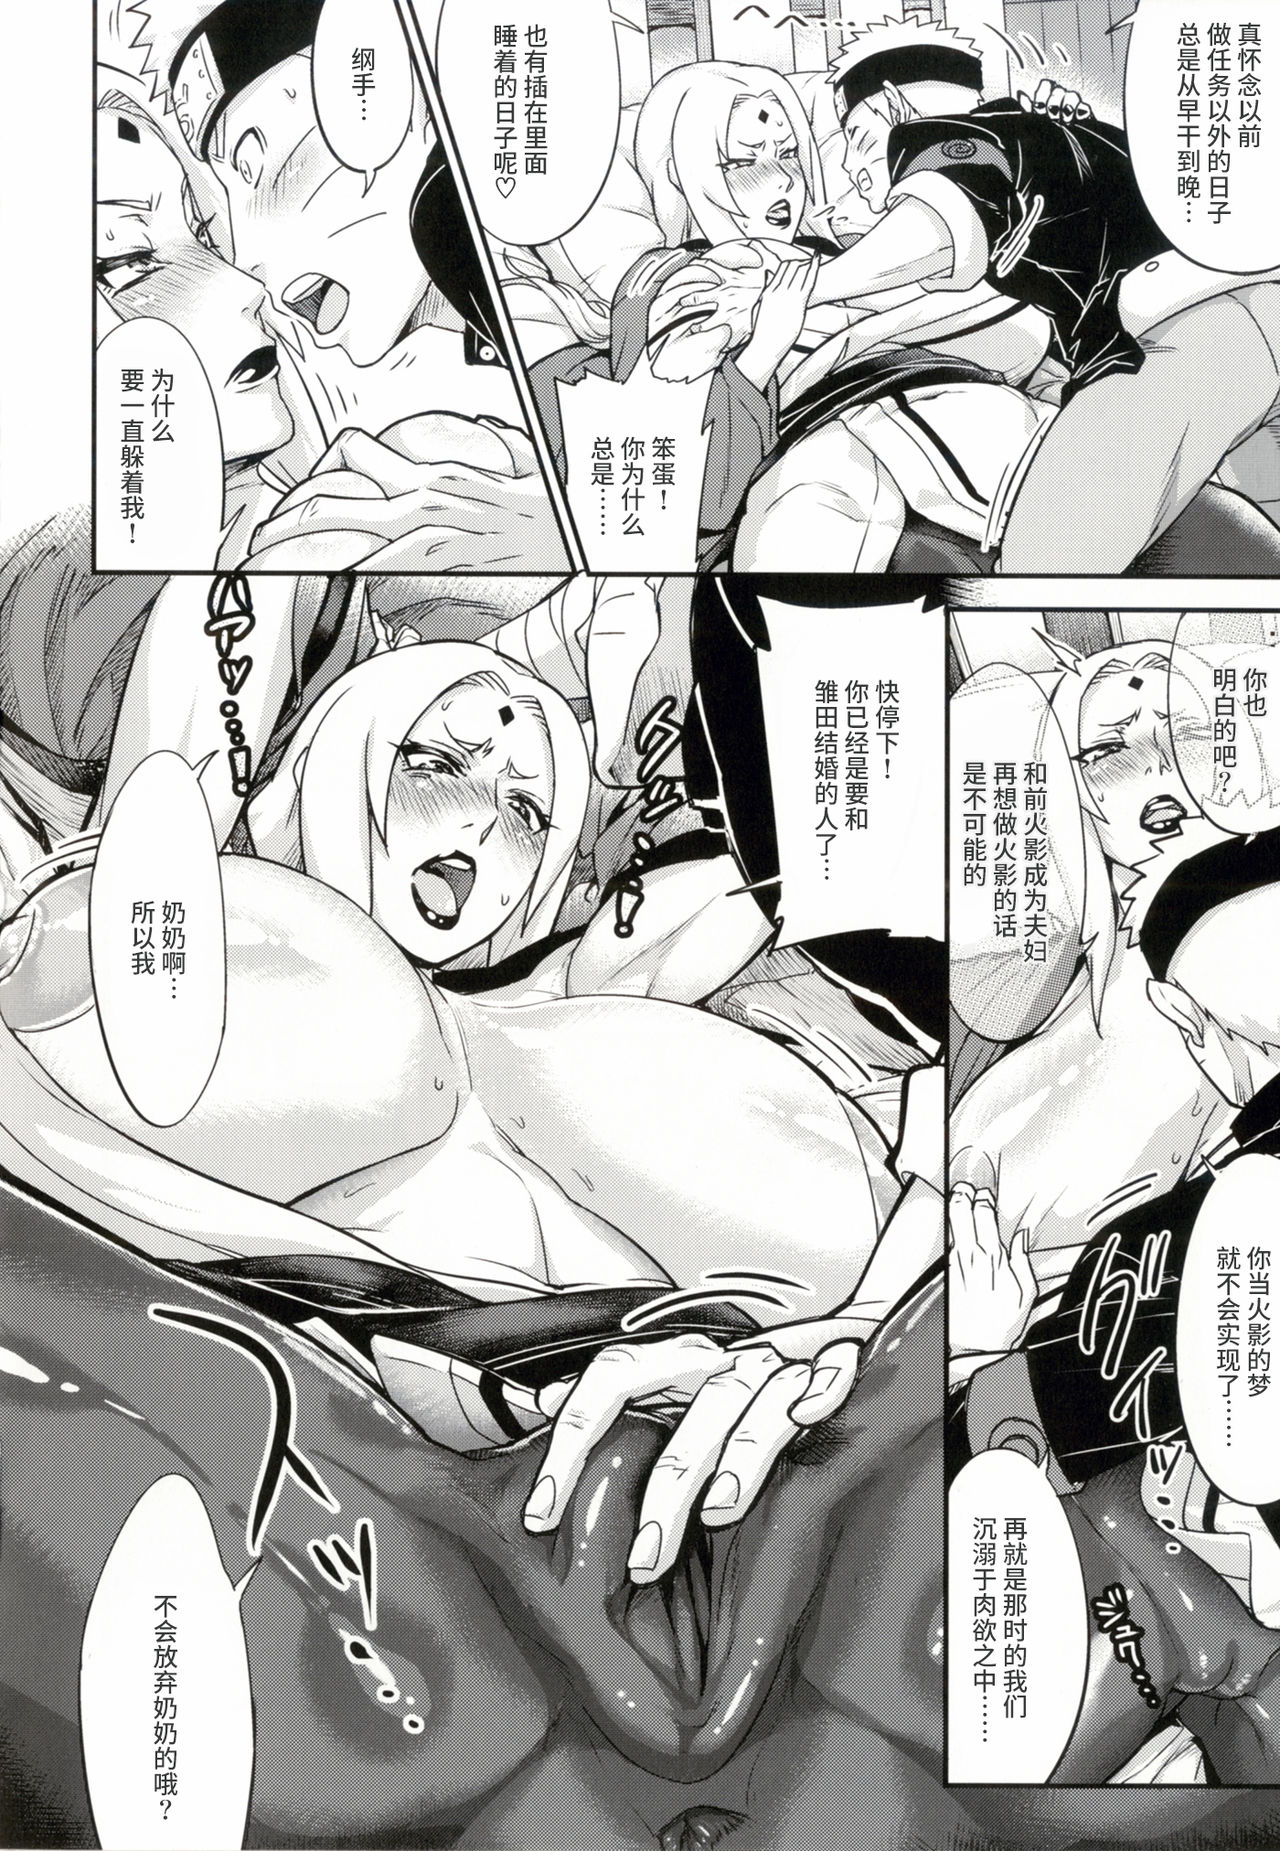 真怀念以前
做任务以外的日子
总是从早干到晚…
へへ…
也有插在里面
睡着的日子呢♡
笨蛋！
你为什么
总是……
纲手…
为什么
要一直躲着我！
你也
明白的吧？
和前火影成为夫妇
再想做火影的话
是不可能的
你当火影的梦
就不会实现了……
再就是那时的我们
沉溺于肉欲之中……
快停下！
你已经是要和
雏田结婚的人了…
奶奶啊…
所以我
不会放弃奶奶的哦？